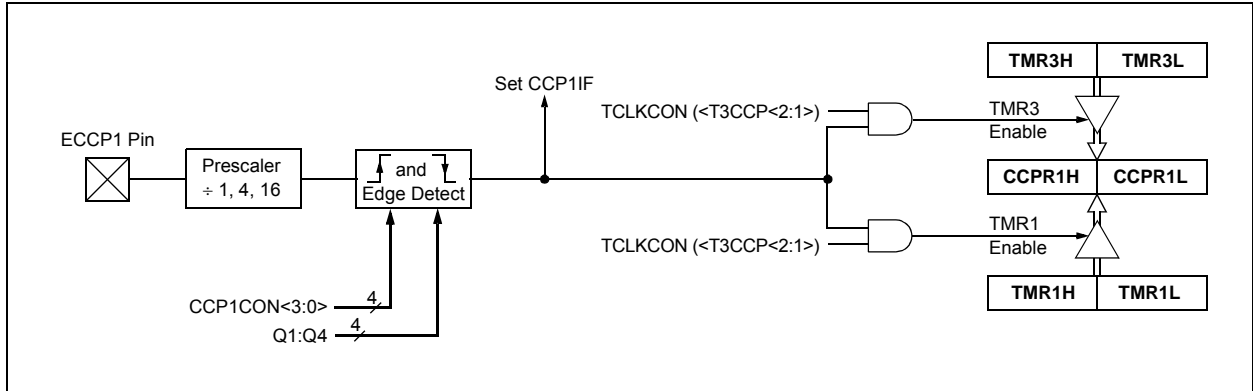 TMR3H TMR3L
Set CCP1IF
TCLKCON (<T3CCP<2:1>)
TMR3
Enable
ECCP1 Pin
Prescaler
÷ 1, 4, 16
and
Edge Detect
CCPR1H CCPR1L
TMR1
Enable
TCLKCON (<T3CCP<2:1>)
TMR1H TMR1L
CCP1CON<3:0>
4
Q1:Q4
4